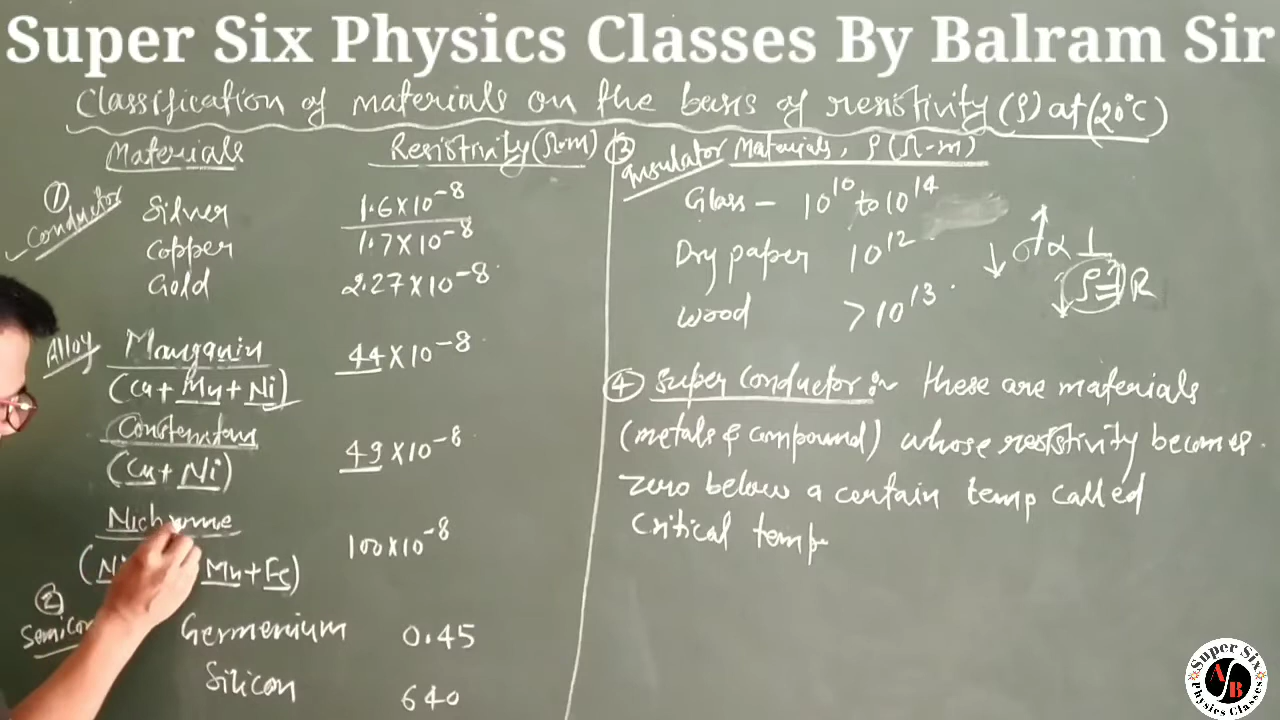 Super Six Physics Classes By Balram Sir
Classification of materials on the basis of resistivity (ρ) at (20°C)
Materials Resistivity (Ω-m)
① Conductor
Silver 1.6×10⁻⁸
Copper 1.7×10⁻⁸
Gold 2.27×10⁻⁸
Alloy Manganin 44×10⁻⁸
(Cu+Mn+Ni)
49×10⁻⁸
(Cu+Ni)
Nichrome 100×10⁻⁸
Mn+Fe)
② Semicon
Germenium 0.45
Silicon 640
③ Insulator Materials, ρ(Ω-m)
Glass - 10¹⁰ to 10¹⁴
Dry paper 10¹²
Wood >10¹³
↓ σ↑ ∝ 1
↓ R
④ Super Conductor :~ These are materials
(metals & compound) whose resistivity becomes
zero below a certain temp called
Critical temp
Super Six
Physics Classes